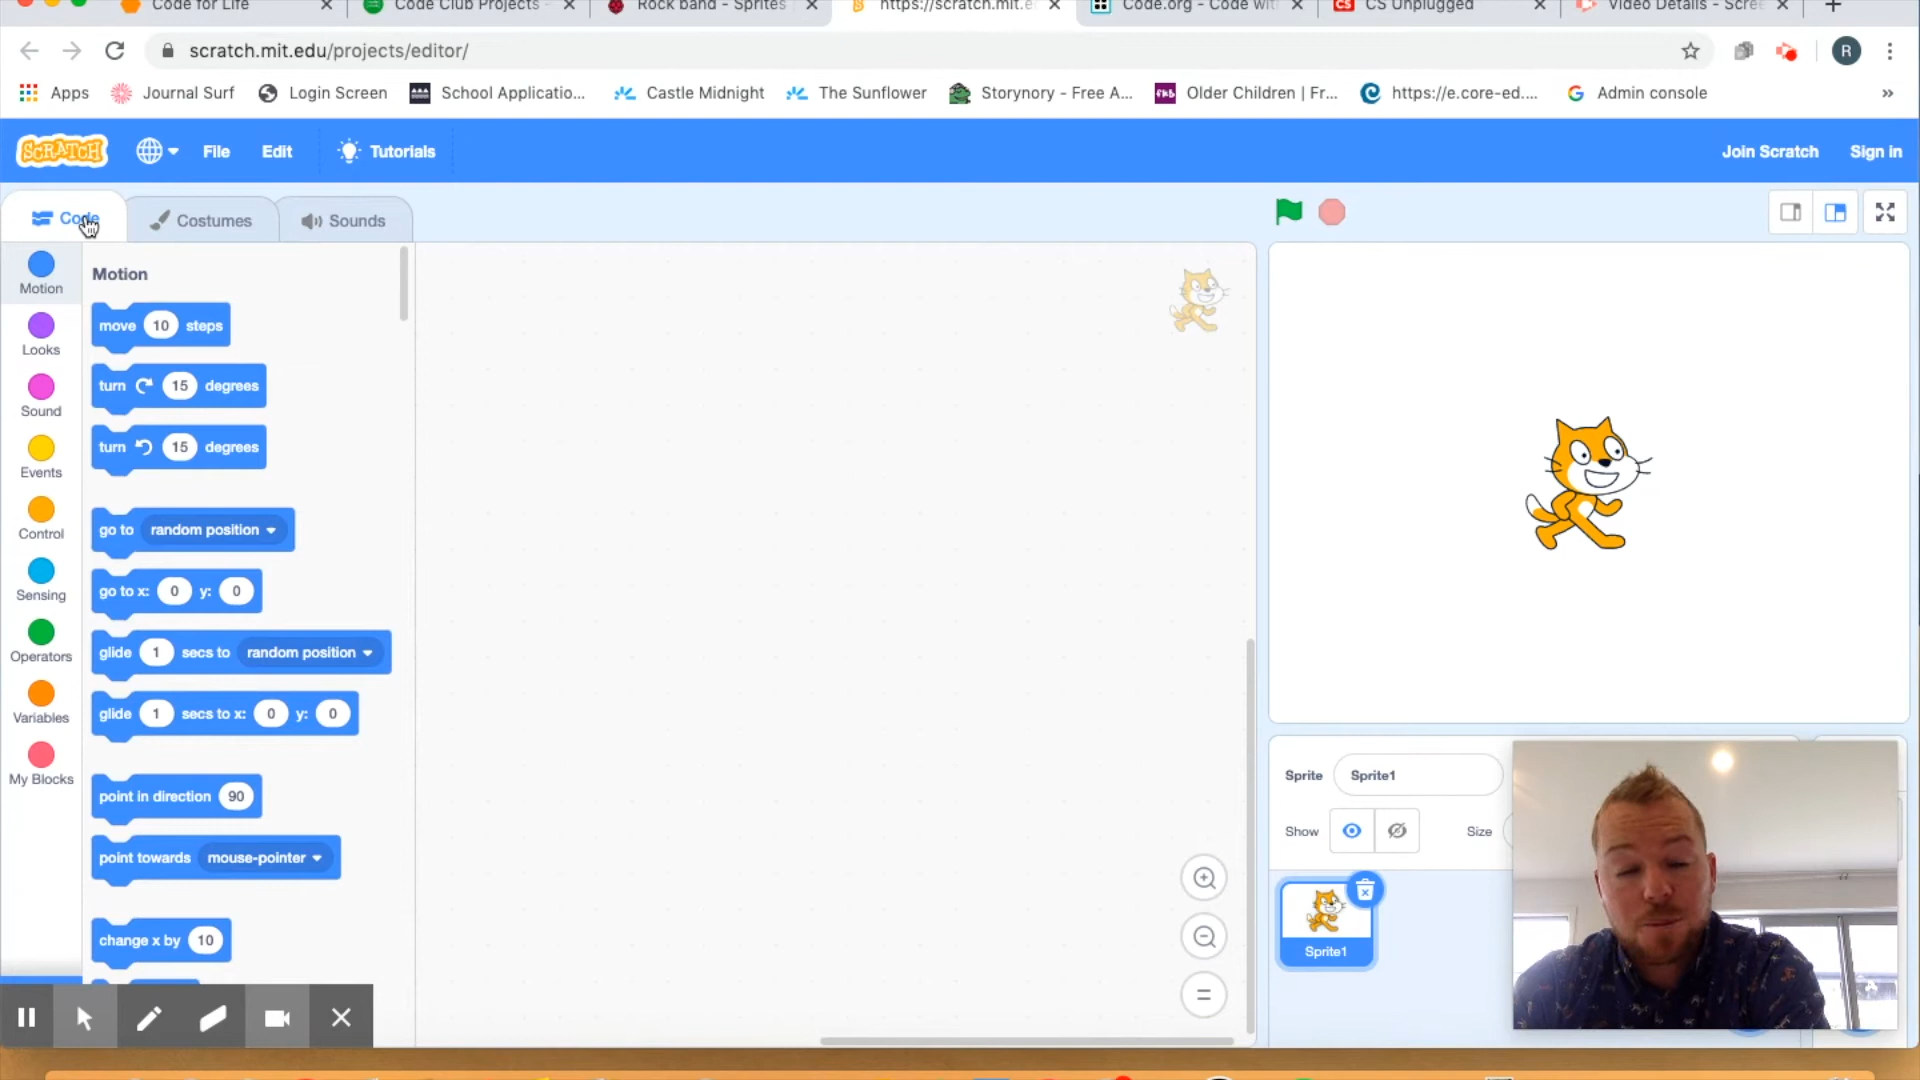 Code for Life
Code Club Projects -
Rock band - Sprites
https://scratch.mit.e
Code.org - Code wit
CS
CS Unplugged
Video Details - Scree
scratch.mit.edu/projects/editor/
R
Apps
Journal Surf
Login Screen
School Applicatio...
Castle Midnight
The Sunflower
Storynory - Free A...
Older Children | Fr...
https://e.core-ed....
Admin console
»
SCRATCH
File
Edit
Tutorials
Join Scratch
Sign in
Code
Costumes
Sounds
Motion
Looks
Sound
Events
Control
Sensing
Operators
Variables
My Blocks
Motion
move 10 steps
turn 15 degrees
turn 15 degrees
go to random position
go to x: 0 y: 0
glide 1 secs to random position
glide 1 secs to x: 0 y: 0
point in direction 90
point towards mouse-pointer
change x by 10
Sprite
Sprite1
Show
Size
Sprite1